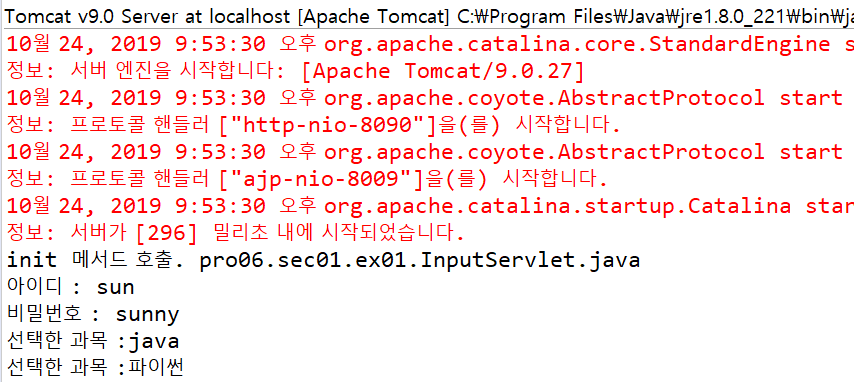 Tomcat v9.0 Server at localhost [Apache Tomcat] C:₩Program Files₩Java₩jre1.8.0_221₩bin₩ja
10월 24, 2019 9:53:30 오후 org.apache.catalina.core.StandardEngine s
정보: 서버 엔진을 시작합니다: [Apache Tomcat/9.0.27]
10월 24, 2019 9:53:30 오후 org.apache.coyote.AbstractProtocol start
정보: 프로토콜 핸들러 ["http-nio-8090"]을(를) 시작합니다.
10월 24, 2019 9:53:30 오후 org.apache.coyote.AbstractProtocol start
정보: 프로토콜 핸들러 ["ajp-nio-8009"]을(를) 시작합니다.
10월 24, 2019 9:53:30 오후 org.apache.catalina.startup.Catalina star
정보: 서버가 [296] 밀리초 내에 시작되었습니다.
init 메서드 호출. pro06.sec01.ex01.InputServlet.java
아이디 : sun
비밀번호 : sunny
선택한 과목 :java
선택한 과목 :파이썬